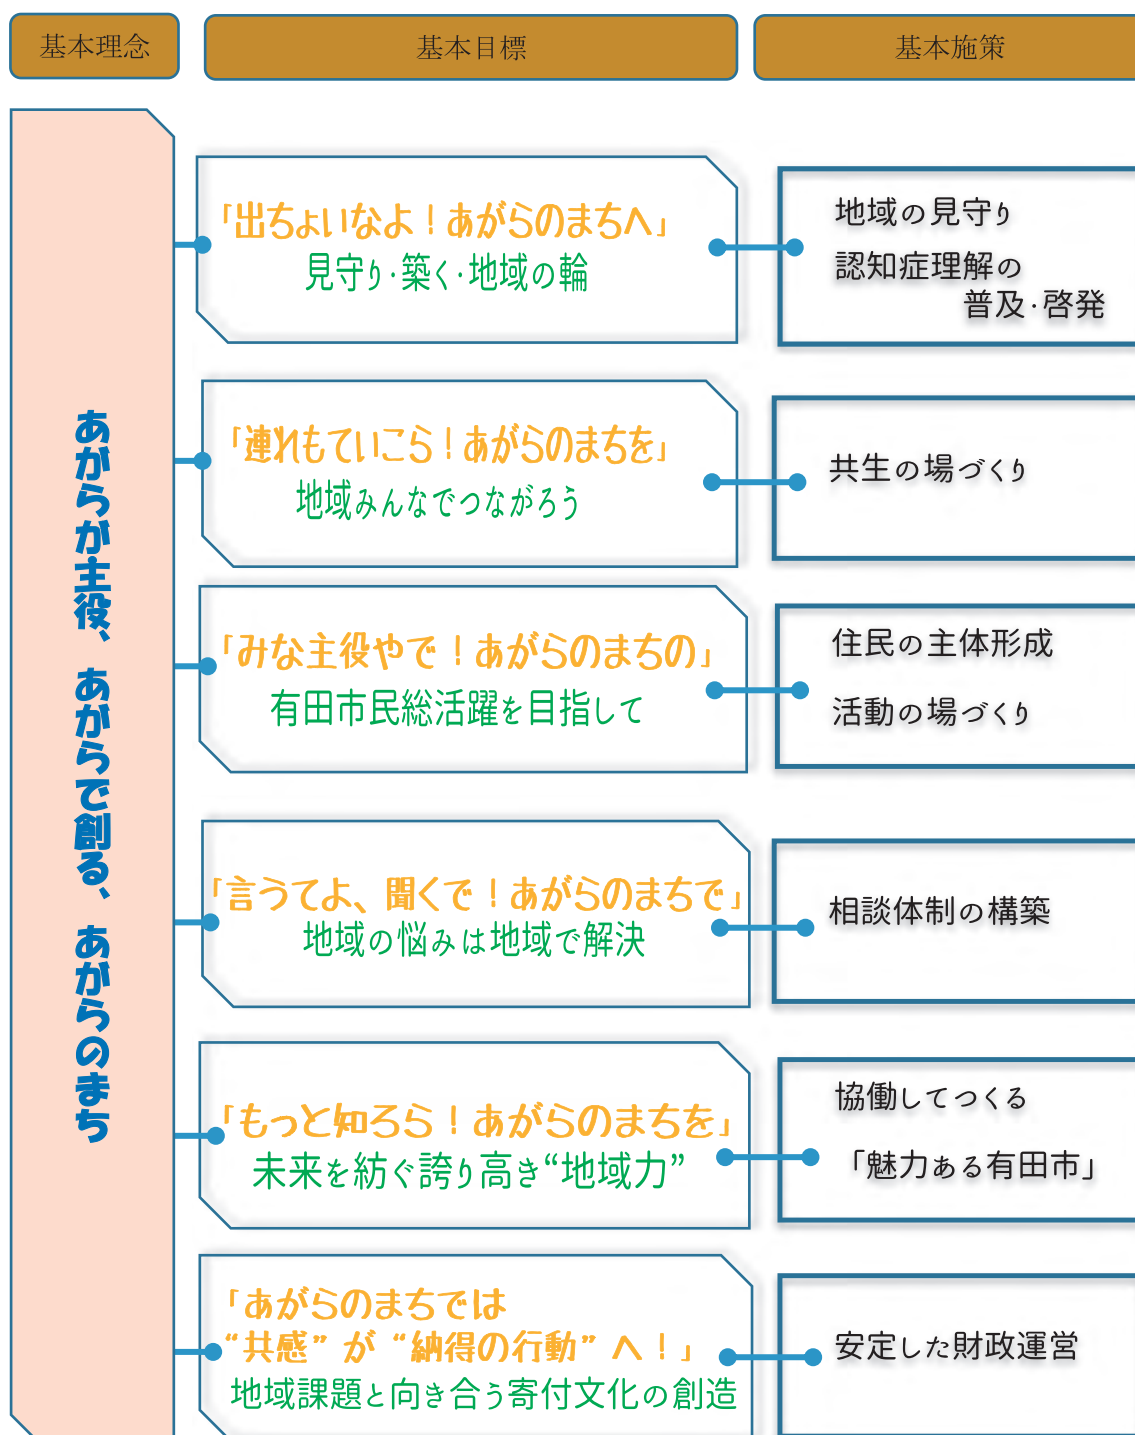 基本理念
基本目標
基本施策
あがらが主役、あがらで創る、あがらのまち
「出ちょいなよ！あがらのまちへ」
見守り・築く・地域の輪
地域の見守り
認知症理解の
普及・啓発
「連れもていこら！あがらのまちを」
地域みんなでつながろう
共生の場づくり
「みな主役やで！あがらのまちの」
有田市民総活躍を目指して
住民の主体形成
活動の場づくり
「言うてよ、聞くで！あがらのまちで」
地域の悩みは地域で解決
相談体制の構築
「もっと知ろら！あがらのまちを」
未来を紡ぐ誇り高き“地域力”
協働してつくる
「魅力ある有田市」
「あがらのまちでは
“共感”が“納得の行動”へ！」
地域課題と向き合う寄付文化の創造
安定した財政運営